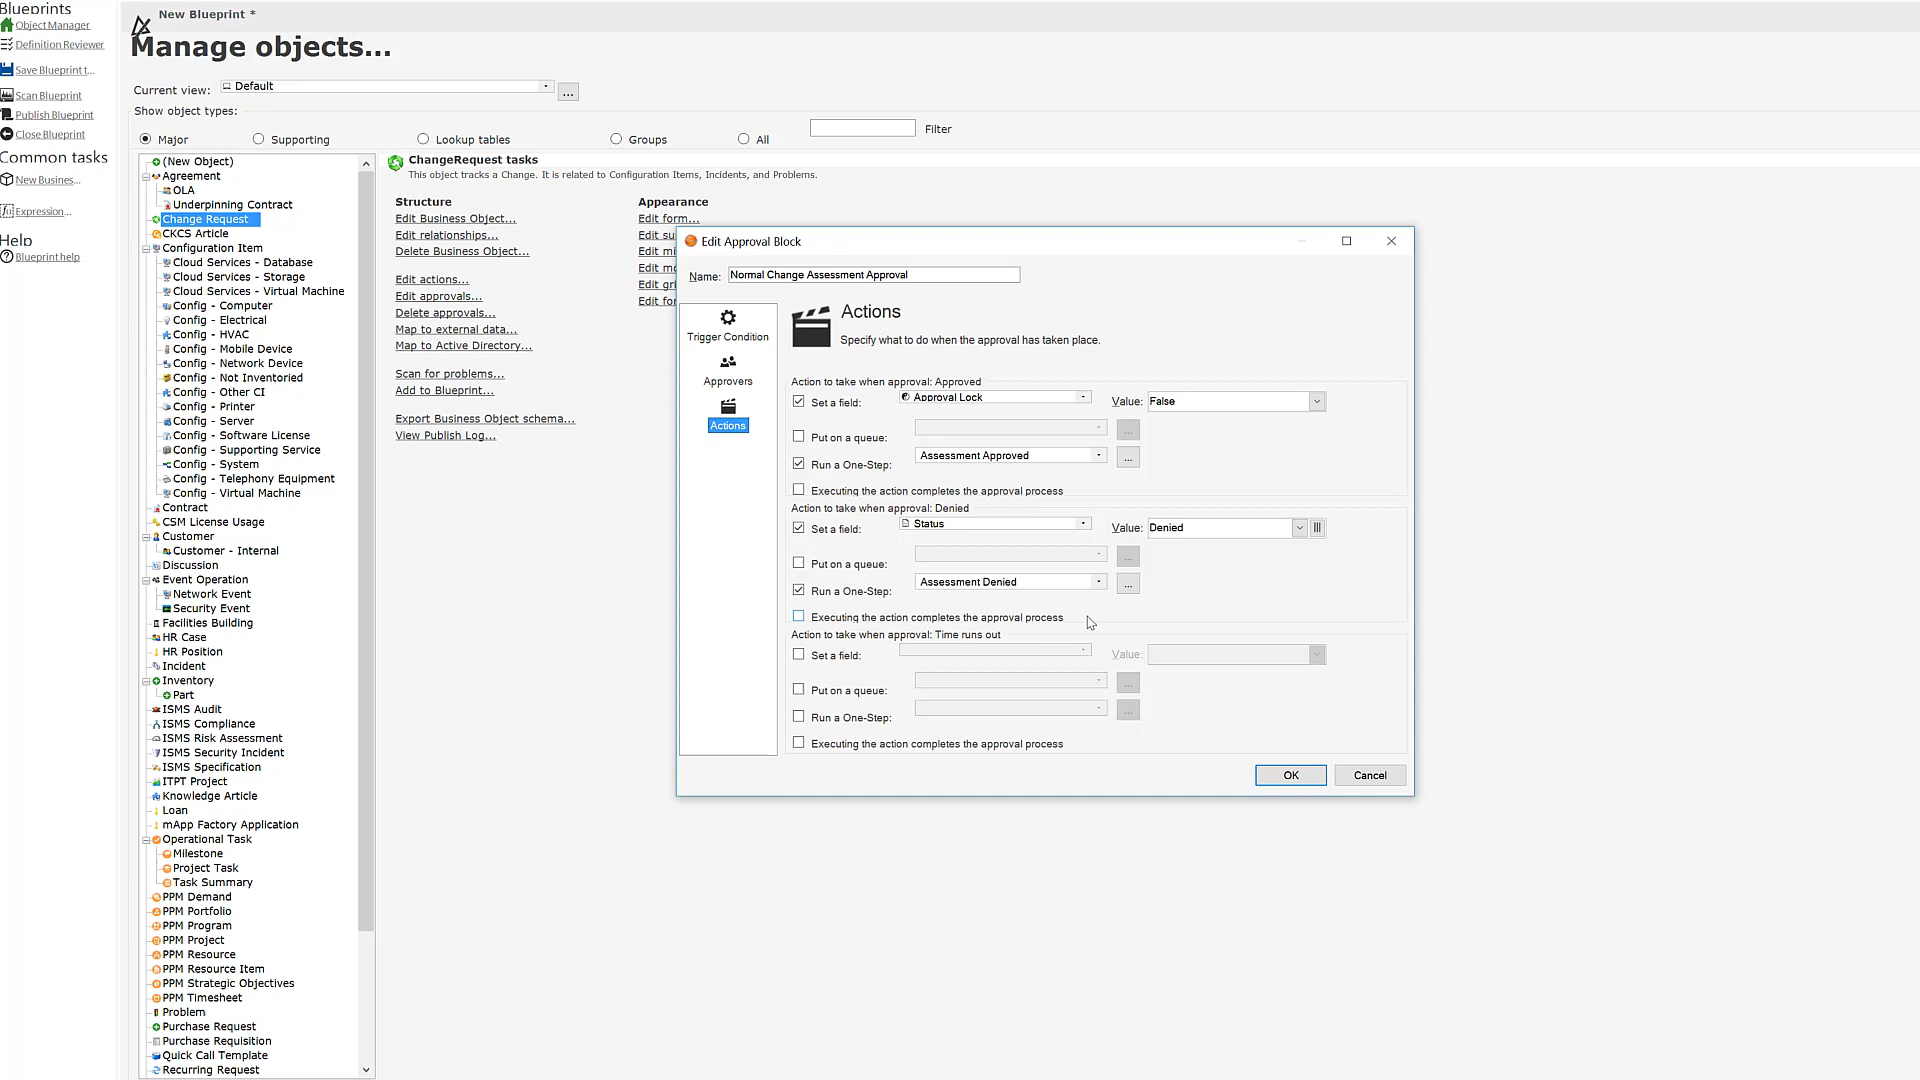 Blueprints
Object Manager
Definition Reviewer
Save Blueprint t...
Scan Blueprint
Publish Blueprint
Close Blueprint
Common tasks
New Busines...
Expression...
Help
Blueprint help
New Blueprint *
Manage objects...
Current view: Default ...
Show object types:
Major Supporting Lookup tables Groups All Filter
(New Object)
Agreement
OLA
Underpinning Contract
Change Request
CKCS Article
Configuration Item
Cloud Services - Database
Cloud Services - Storage
Cloud Services - Virtual Machine
Config - Computer
Config - Electrical
Config - HVAC
Config - Mobile Device
Config - Network Device
Config - Not Inventoried
Config - Other CI
Config - Printer
Config - Server
Config - Software License
Config - Supporting Service
Config - System
Config - Telephony Equipment
Config - Virtual Machine
Contract
CSM License Usage
Customer
Customer - Internal
Discussion
Event Operation
Network Event
Security Event
Facilities Building
HR Case
HR Position
Incident
Inventory
Part
ISMS Audit
ISMS Compliance
ISMS Risk Assessment
ISMS Security Incident
ISMS Specification
ITPT Project
Knowledge Article
Loan
mApp Factory Application
Operational Task
Milestone
Project Task
Task Summary
PPM Demand
PPM Portfolio
PPM Program
PPM Project
PPM Resource
PPM Resource Item
PPM Strategic Objectives
PPM Timesheet
Problem
Purchase Request
Purchase Requisition
Quick Call Template
Recurring Request
ChangeRequest tasks
This object tracks a Change. It is related to Configuration Items, Incidents, and Problems.
Structure
Edit Business Object...
Edit relationships...
Delete Business Object...
Edit actions...
Edit approvals...
Delete approvals...
Map to external data...
Map to Active Directory...
Scan for problems...
Add to Blueprint...
Export Business Object schema...
View Publish Log...
Appearance
Edit form...
Edit su
Edit mi
Edit mo
Edit gri
Edit for
Edit Approval Block
Name: Normal Change Assessment Approval
Trigger Condition
Approvers
Actions
Actions
Specify what to do when the approval has taken place.
Action to take when approval: Approved
Set a field: Approval Lock Value: False
Put on a queue: ...
Run a One-Step: Assessment Approved ...
Executing the action completes the approval process
Action to take when approval: Denied
Set a field: Status Value: Denied
Put on a queue: ...
Run a One-Step: Assessment Denied ...
Executing the action completes the approval process
Action to take when approval: Time runs out
Set a field: Value:
Put on a queue: ...
Run a One-Step: ...
Executing the action completes the approval process
OK Cancel